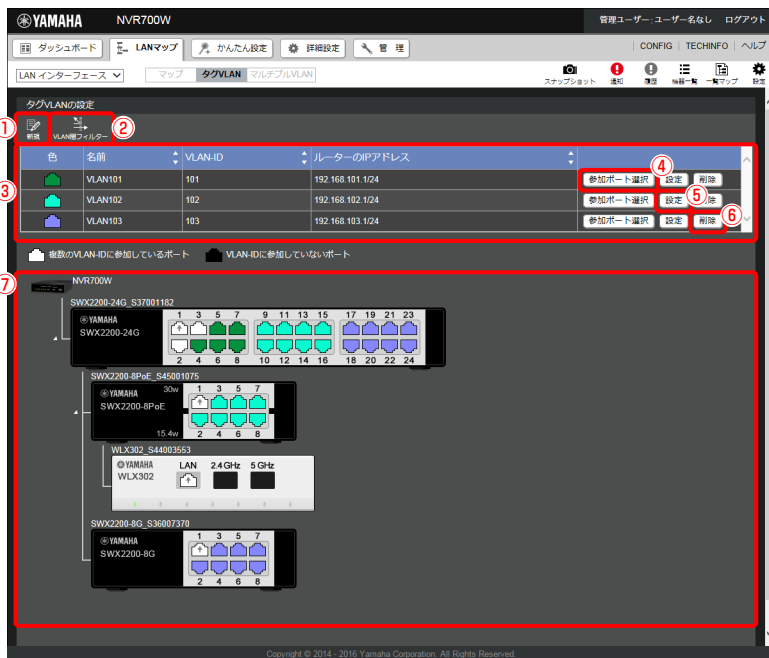 YAMAHA NVR700W 管理ユーザー: ユーザー名なし ログアウト
ダッシュボード LANマップ かんたん設定 詳細設定 管 理 CONFIG TECHINFO ヘルプ
LAN インターフェース マップ タグVLAN マルチプルVLAN スナップショット 通知 履歴 機器一覧 一覧マップ 設定
タグVLANの設定
① 新規 VLAN間フィルター ②
色 名前 VLAN-ID ルーターのIPアドレス
④
③ VLAN101 101 192.168.101.1/24 参加ポート選択 設定 削除
VLAN102 102 192.168.102.1/24 参加ポート選択 設定 ⑤ 削除
VLAN103 103 192.168.103.1/24 参加ポート選択 設定 削除 ⑥
複数のVLAN-IDに参加しているポート VLAN-IDに参加していないポート
⑦ NVR700W
SWX2200-24G_S37001182
YAMAHA
SWX2200-24G
1 3 5 7 9 11 13 15 17 19 21 23
2 4 6 8 10 12 14 16 18 20 22 24
SWX2200-8PoE_S45001075
YAMAHA 30w 1 3 5 7
SWX2200-8PoE
15.4w 2 4 6 8
WLX302_S44003553
YAMAHA LAN 2.4 GHz 5 GHz
WLX302
SWX2200-8G_S36007370
YAMAHA 1 3 5 7
SWX2200-8G
2 4 6 8
Copyright © 2014 - 2016 Yamaha Corporation. All Rights Reserved.